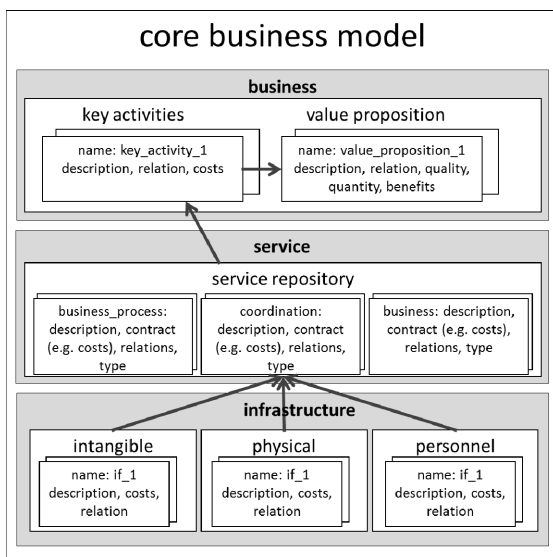 core business model
business
key activities
value proposition
name: key_activity_1
description, relation, costs
name: value_proposition_1
description, relation, quality,
quantity, benefits
service
service repository
business_process:
description, contract
(e.g. costs), relations,
type
coordination:
description, contract
(e.g. costs), relations,
type
business: description,
contract (e.g. costs),
relations, type
infrastructure
intangible
name: if_1
description, costs,
relation
physical
name: if_1
description, costs,
relation
personnel
name: if_1
description, costs,
relation